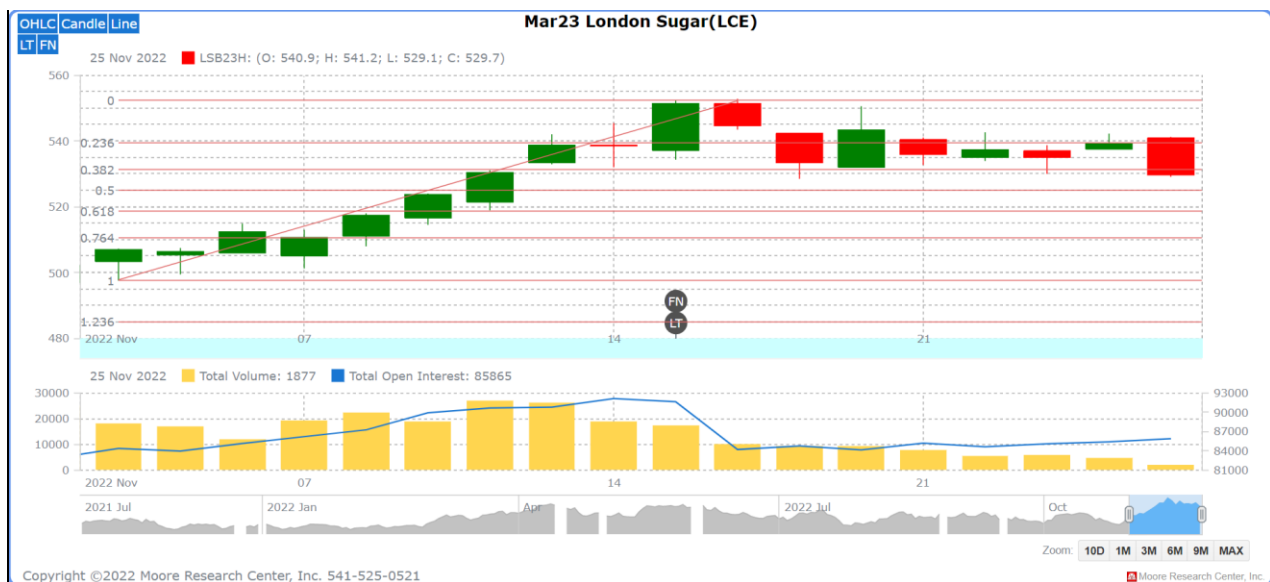 Mar23 London Sugar(LCE)
OHLC Candle Line
LT FN
25 Nov 2022 LSB23H: (O: 540.9; H: 541.2; L: 529.1; C: 529.7)
560
0
540
0.236
0.382
0.5
520
0.618
0.764
500
1
FN
1.236
LT
480
2022 Nov 07 14 21
25 Nov 2022 Total Volume: 1877 Total Open Interest: 85865
30000 93000
20000 90000
87000
10000 84000
0 81000
2022 Nov 07 14 21
2021 Jul 2022 Jan Apr 2022 Jul Oct
Zoom: 10D 1M 3M 6M 9M MAX
Copyright ©2022 Moore Research Center, Inc. 541-525-0521
Moore Research Center, Inc.